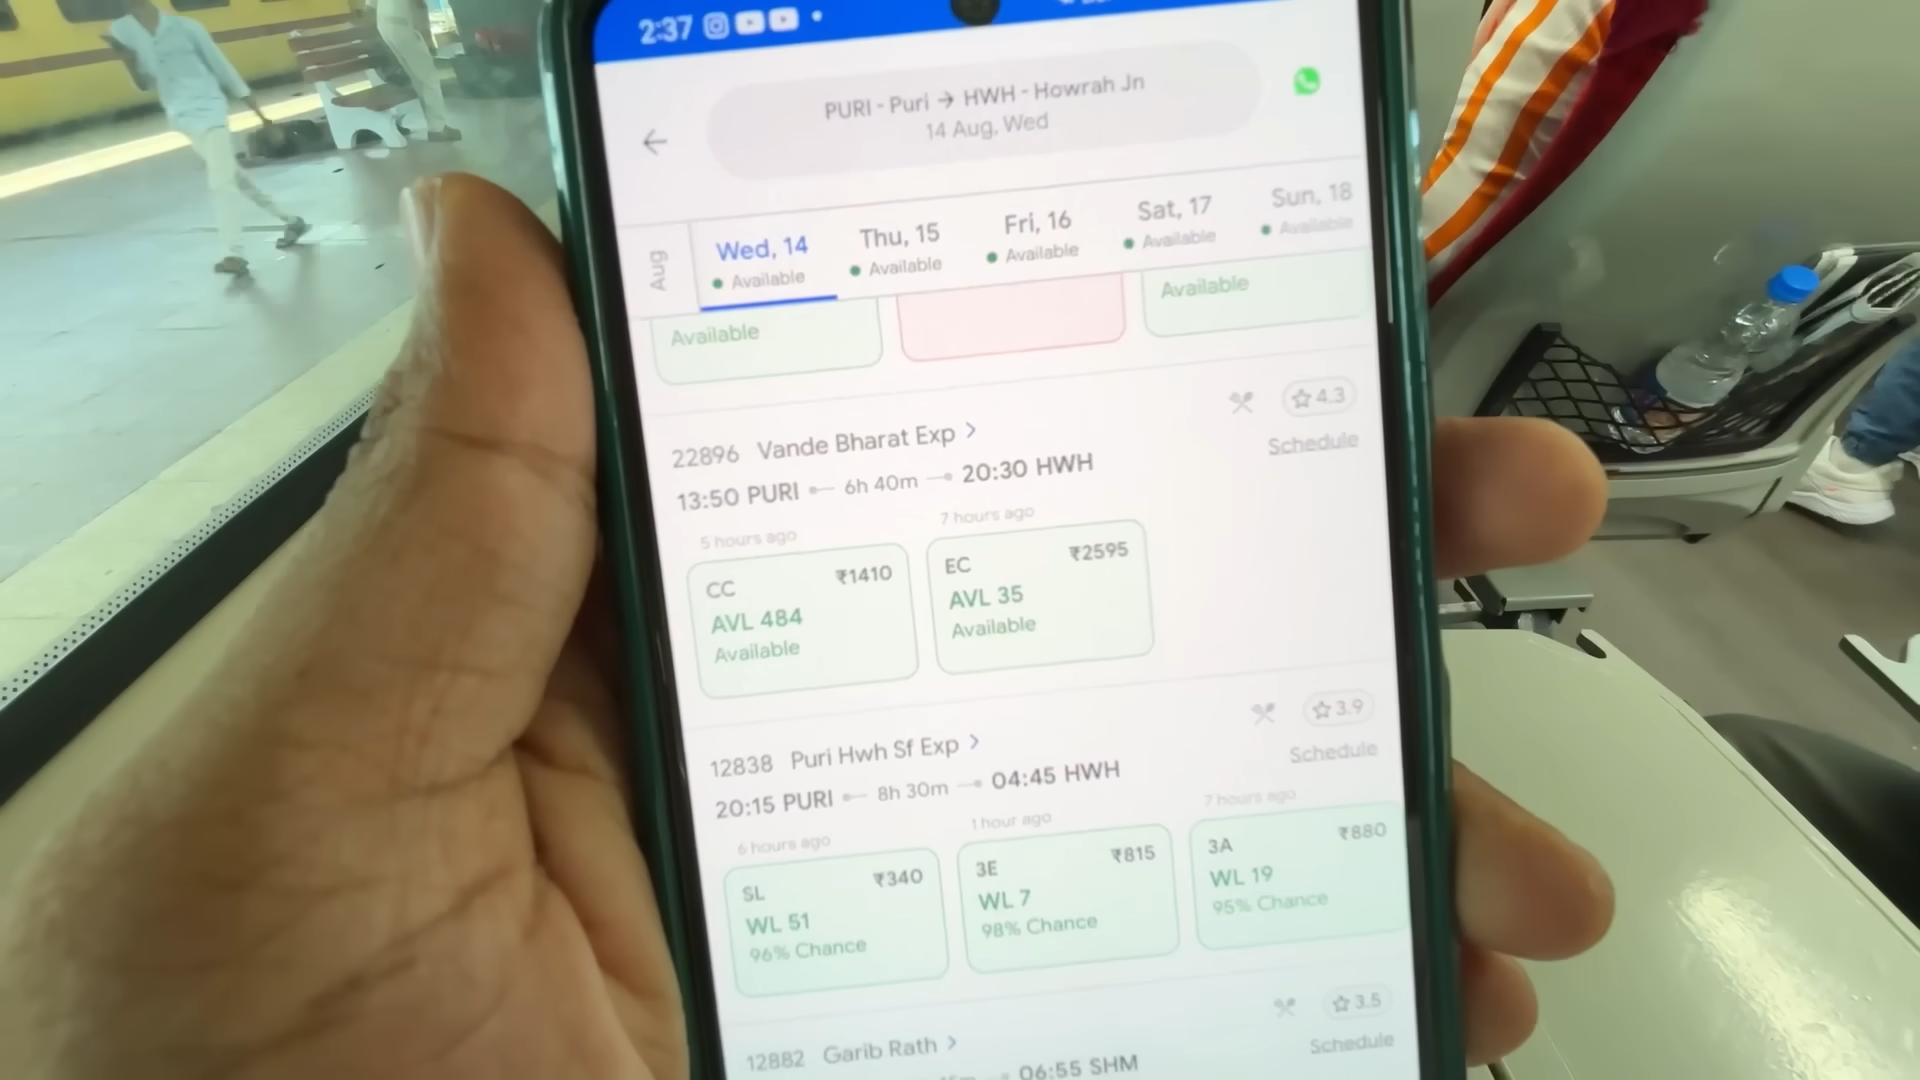 2:37
PURI - Puri → HWH - Howrah Jn
14 Aug, Wed
Aug
Wed, 14
Available
Thu, 15
Available
Fri, 16
Available
Sat, 17
Available
Sun, 18
Available
Available
Available
4.3
22896 Vande Bharat Exp >
Schedule
13:50 PURI 6h 40m 20:30 HWH
5 hours ago
CC ₹1410
AVL 484
Available
7 hours ago
EC ₹2595
AVL 35
Available
3.9
12838 Puri Hwh Sf Exp >
Schedule
20:15 PURI 8h 30m 04:45 HWH
6 hours ago
SL ₹340
WL 51
96% Chance
1 hour ago
3E ₹815
WL 7
98% Chance
7 hours ago
3A ₹880
WL 19
95% Chance
3.5
12882 Garib Rath >
Schedule
06:55 SHM